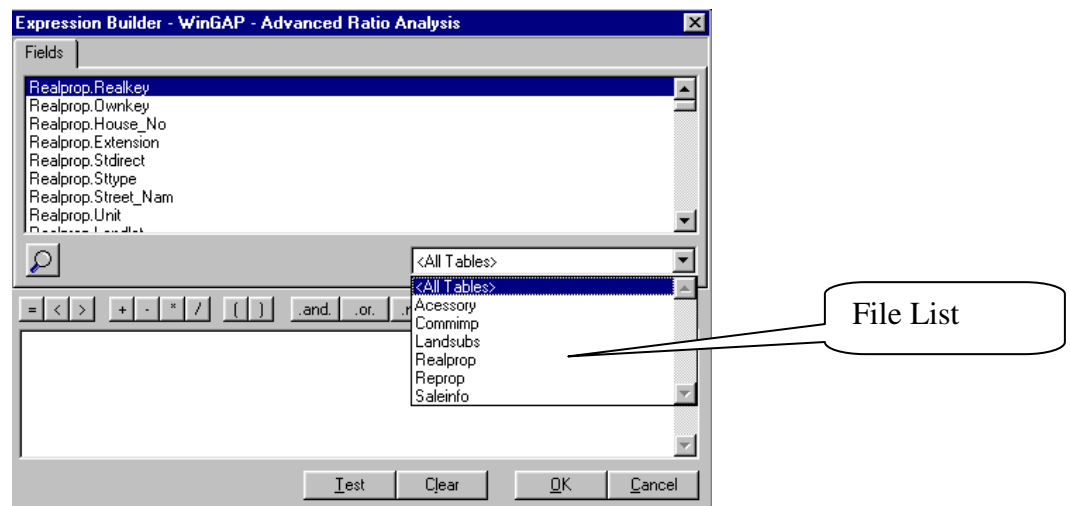 Expression Builder - WinGAP - Advanced Ratio Analysis
Fields
Realprop.Realkey
Realprop.Ownkey
Realprop.House_No
Realprop.Extension
Realprop.Stdirect
Realprop.Sttype
Realprop.Street_Nam
Realprop.Unit
<All Tables>
<All Tables>
Acessory
Commimp
Landsubs
Realprop
Reprop
Saleinfo
= < > + - * / ( ) .and. .or.
File List
Test Clear OK Cancel